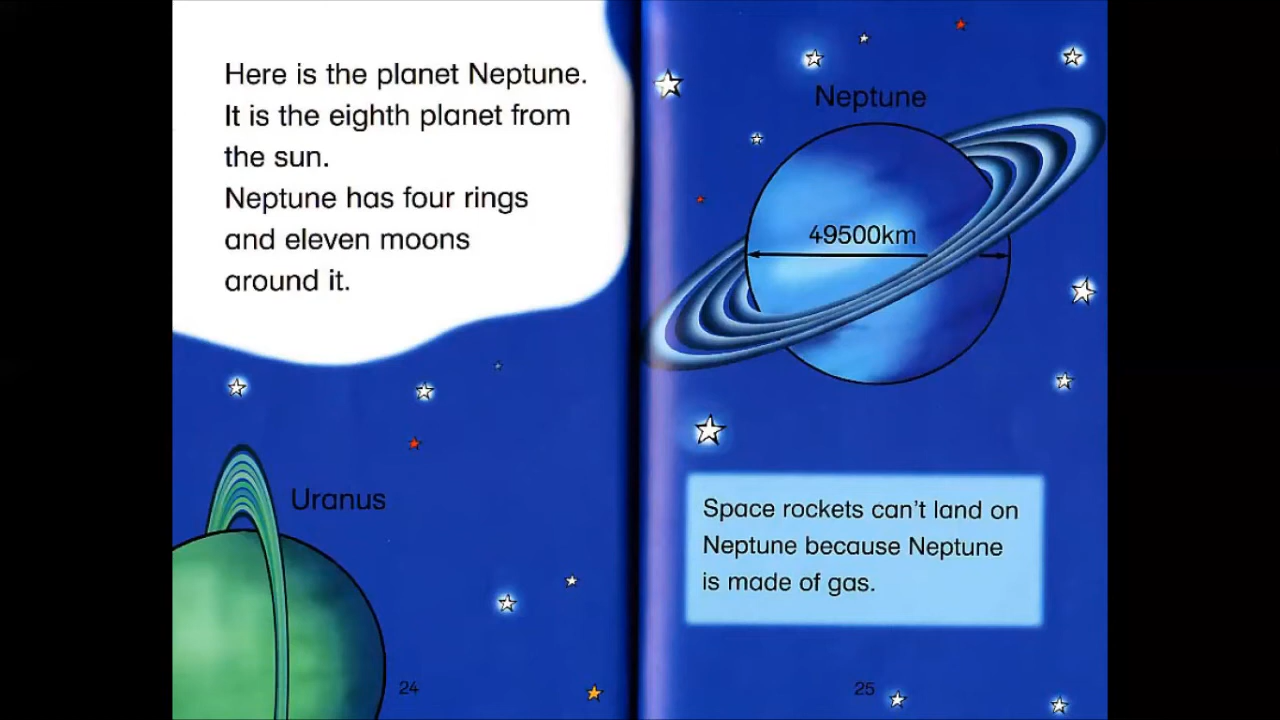 Here is the planet Neptune.
It is the eighth planet from
the sun.
Neptune has four rings
and eleven moons
around it.
Uranus
24
Neptune
49500km
Space rockets can't land on
Neptune because Neptune
is made of gas.
25